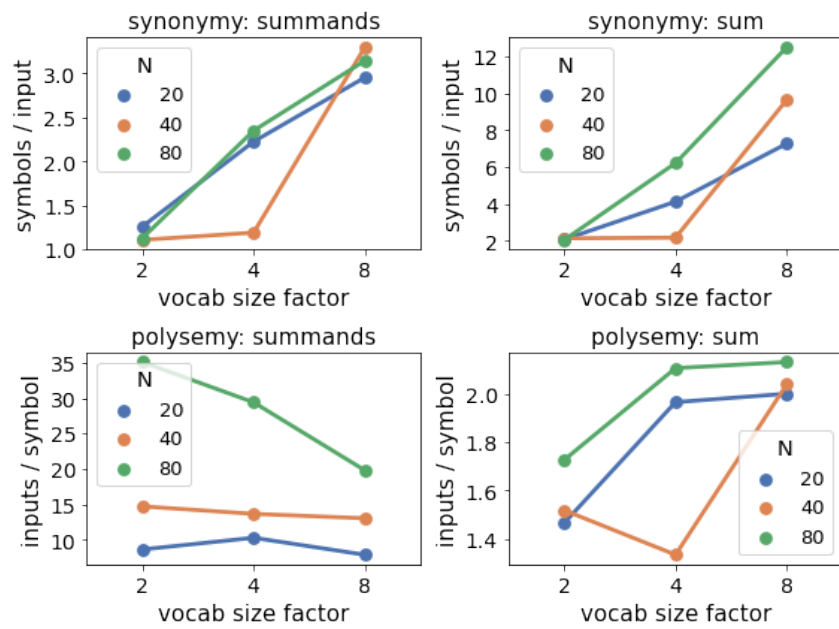 synonymy: summands
symbols / input
3.0
2.5
2.0
1.5
1.0
N
20
40
80
2 4 8
vocab size factor
synonymy: sum
symbols / input
12
10
8
6
4
2
N
20
40
80
2 4 8
vocab size factor
polysemy: summands
inputs / symbol
35
30
25
20
15
10
N
20
40
80
2 4 8
vocab size factor
polysemy: sum
inputs / symbol
2.0
1.8
1.6
1.4
N
20
40
80
2 4 8
vocab size factor